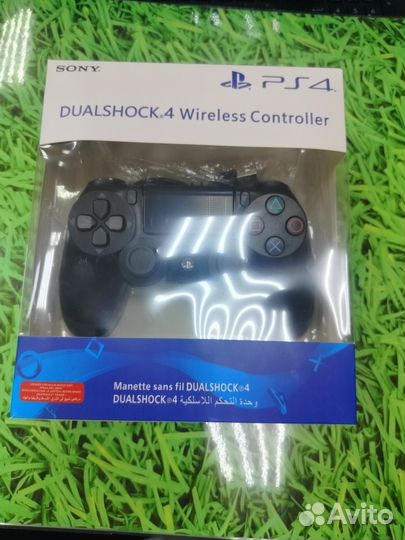 SONY
PS4
DUALSHOCK®4 Wireless Controller
Manette sans fil DUALSHOCK®4
DUALSHOCK®4 وحدة التحكم اللاسلكية
Avito